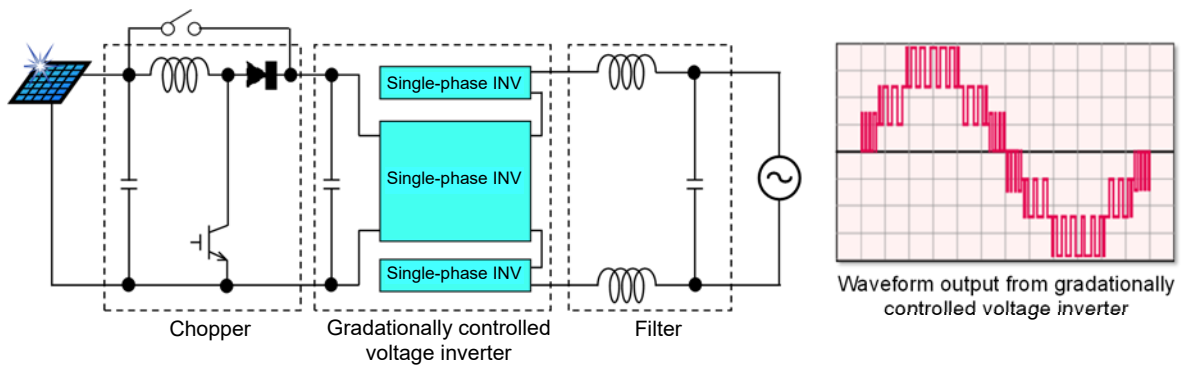 Single-phase INV
Single-phase INV
Single-phase INV
Chopper
Gradationally controlled
voltage inverter
Filter
Waveform output from gradationally
controlled voltage inverter